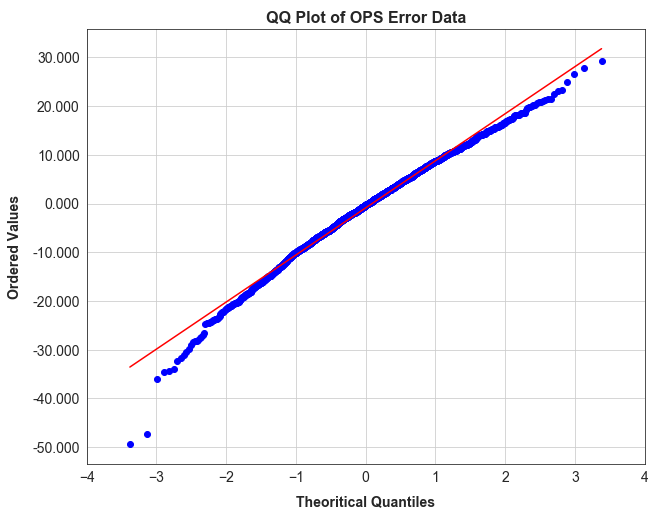 QQ Plot of OPS Error Data
30.000
20.000
10.000
0.000
-10.000
-20.000
-30.000
-40.000
-50.000
Ordered Values
−4 −3 −2 −1 0 1 2 3 4
Theoritical Quantiles